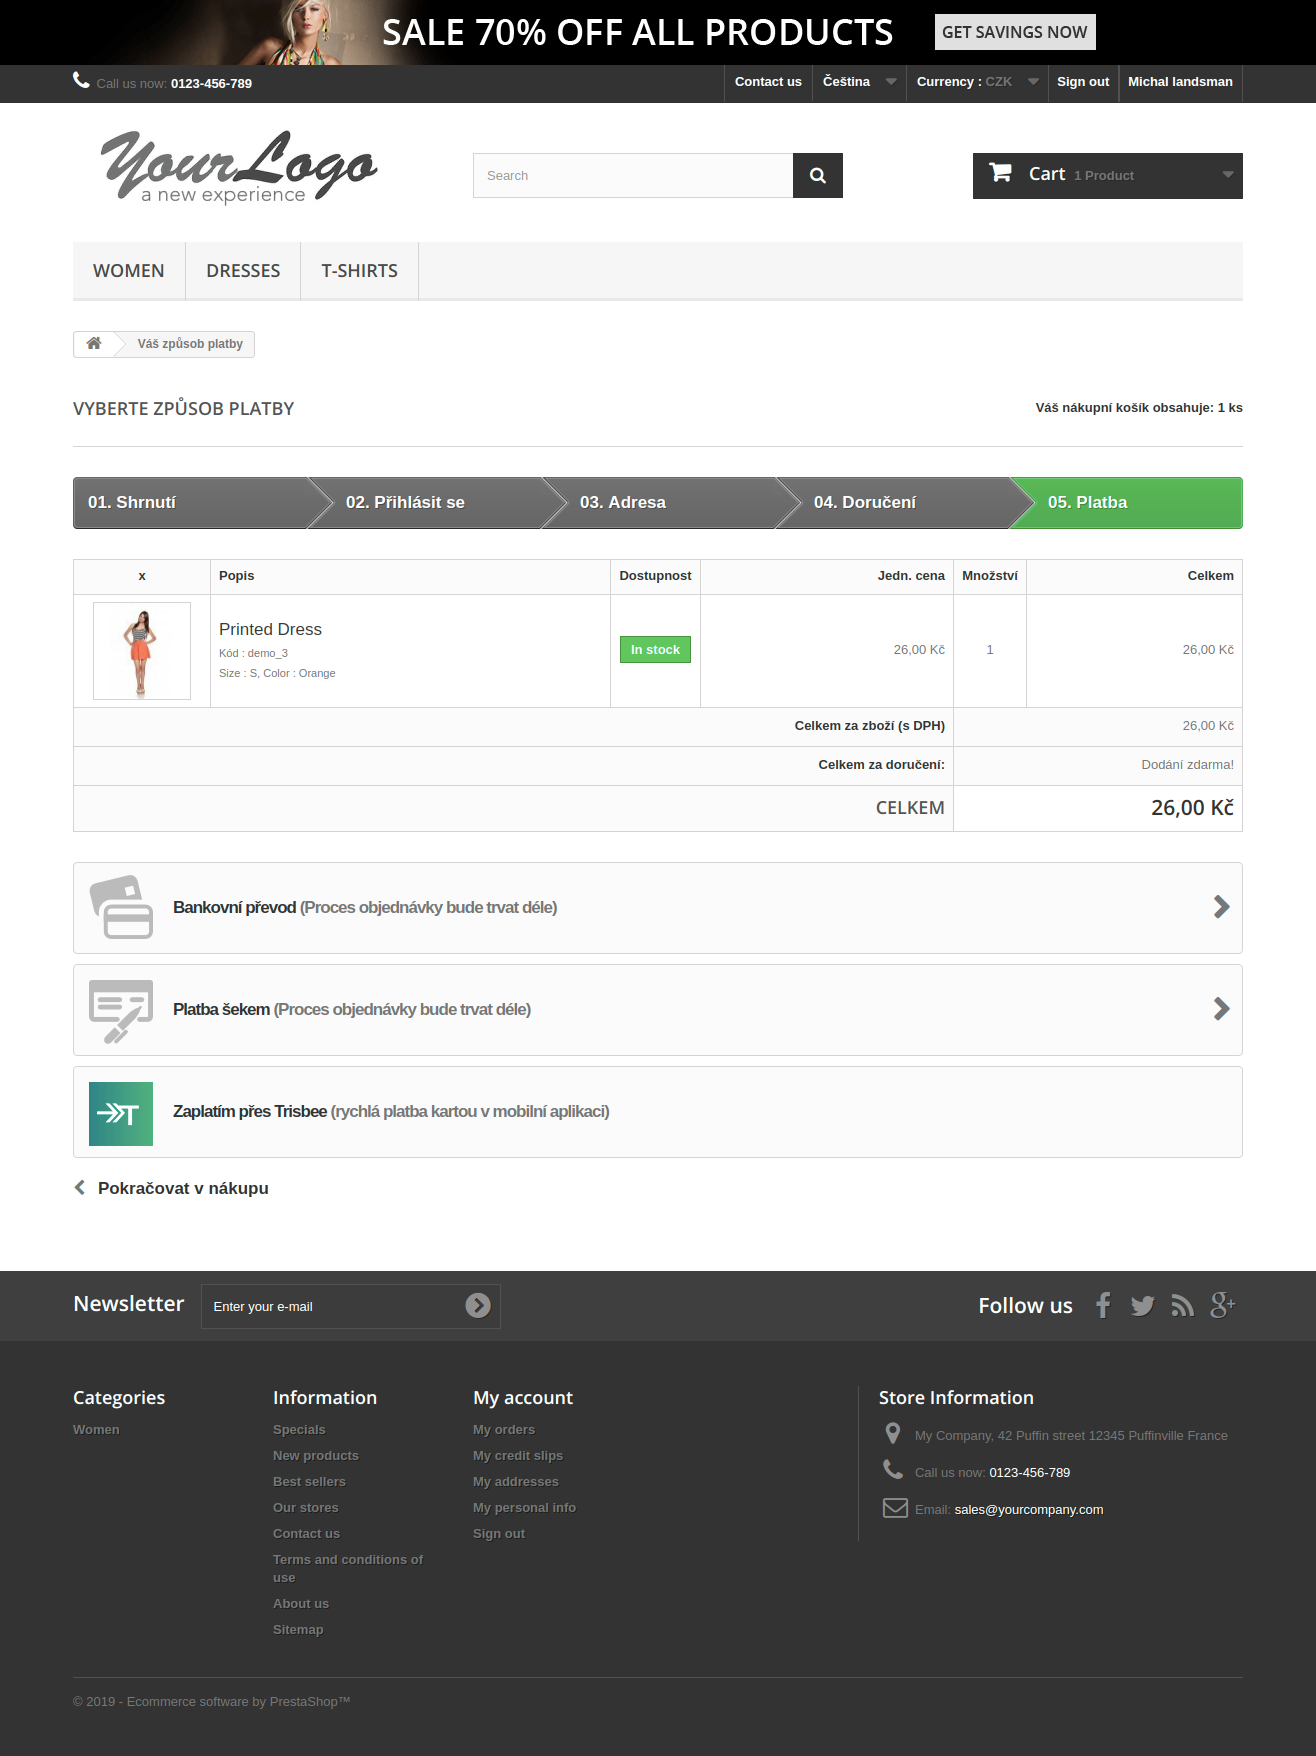 SALE 70% OFF ALL PRODUCTS
GET SAVINGS NOW
Call us now: 0123-456-789
Contact us
Čeština
Currency : CZK
Sign out
Michal landsman
YourLogo
a new experience
Search
Cart 1 Product
WOMEN
DRESSES
T-SHIRTS
Váš způsob platby
VYBERTE ZPŮSOB PLATBY
Váš nákupní košík obsahuje: 1 ks
01. Shrnutí
02. Přihlásit se
03. Adresa
04. Doručení
05. Platba
x
Popis
Dostupnost
Jedn. cena
Množství
Celkem
Printed Dress
Kód : demo_3
Size : S, Color : Orange
In stock
26,00 Kč
1
26,00 Kč
Celkem za zboží (s DPH)
26,00 Kč
Celkem za doručení:
Dodání zdarma!
CELKEM
26,00 Kč
Bankovní převod (Proces objednávky bude trvat déle)
Platba šekem (Proces objednávky bude trvat déle)
Zaplatím přes Trisbee (rychlá platba kartou v mobilní aplikaci)
Pokračovat v nákupu
Newsletter
Enter your e-mail
Follow us
Categories
Women
Information
Specials
New products
Best sellers
Our stores
Contact us
Terms and conditions of
use
About us
Sitemap
My account
My orders
My credit slips
My addresses
My personal info
Sign out
Store Information
My Company, 42 Puffin street 12345 Puffinville France
Call us now: 0123-456-789
Email: sales@yourcompany.com
© 2019 - Ecommerce software by PrestaShop™